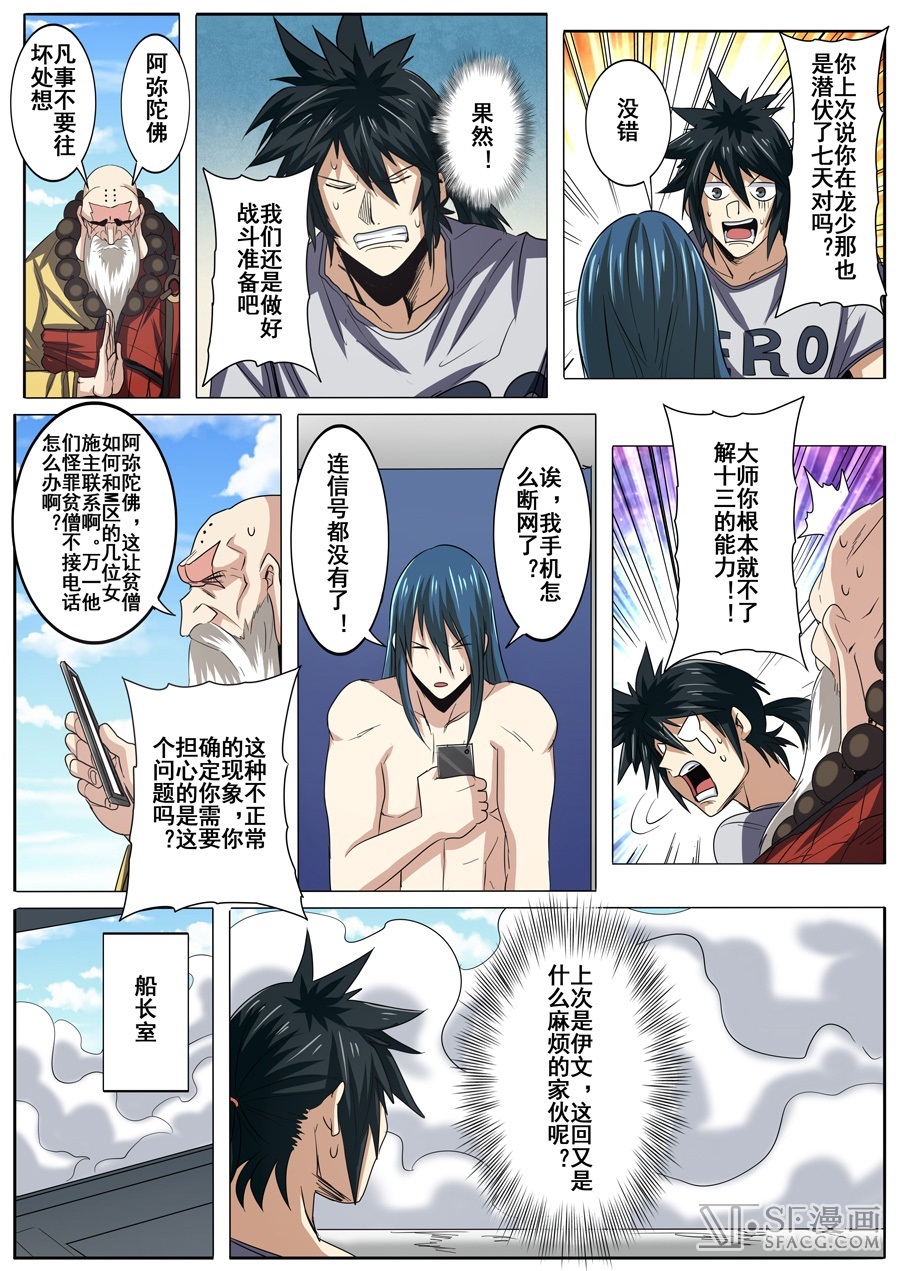 你上次说你在龙少那也
是潜伏了七天对吗？
没错
ERO
果然！
我们还是做好
战斗准备吧
阿弥陀佛
凡事不要往
坏处想
大师你根本就不了
解十三的能力！！
诶，我手机怎
么断网了？
连信号都没有了！
阿弥陀佛，这让贫僧
如何和M区的几位女
施主联系啊。万一他
们怪罪贫僧不接电话
怎么办啊？
这种不正常
的现象，你
确定你需要
担心的是这
个问题吗？
上次是伊文，这回又是
什么麻烦的家伙呢？
船长室
SF漫画
SFACG.COM